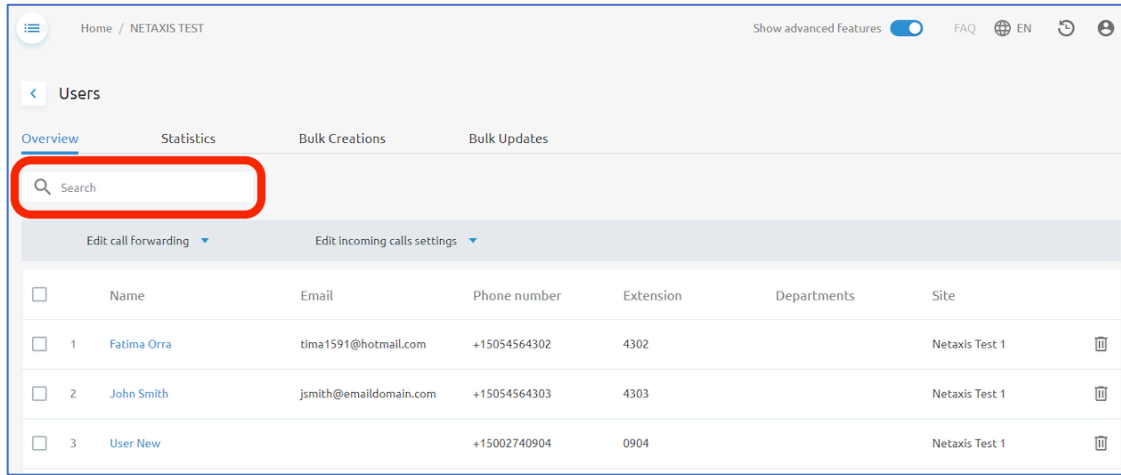 Home / NETAXIS TEST Show advanced features FAQ EN
Users
Overview Statistics Bulk Creations Bulk Updates
Search
Edit call forwarding Edit incoming calls settings
Name Email Phone number Extension Departments Site
1 Fatima Orra tima1591@hotmail.com +15054564302 4302 Netaxis Test 1
2 John Smith jsmith@emaildomain.com +15054564303 4303 Netaxis Test 1
3 User New +15002740904 0904 Netaxis Test 1